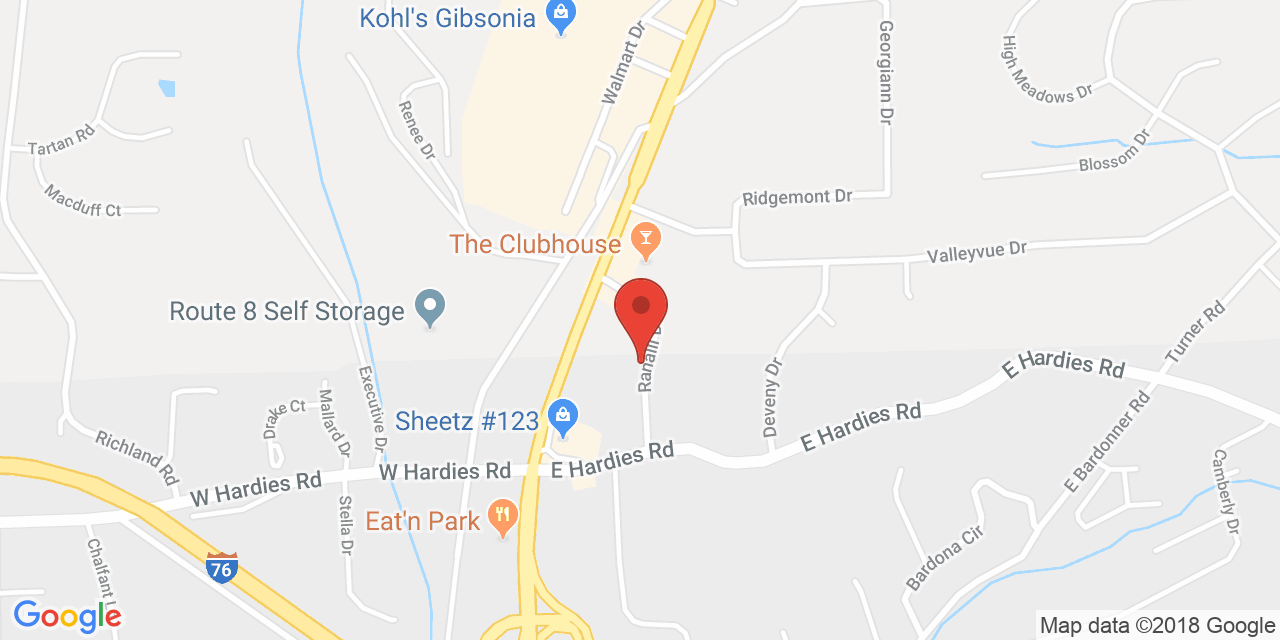 Kohl's Gibsonia
Walmart Dr
Georgiann Dr
High Meadows Dr
Renee Dr
Tartan Rd
Blossom Dr
Macduff Ct
Ridgemont Dr
The Clubhouse
Valleyvue Dr
Route 8 Self Storage
Turner Rd
Ranalli
E Hardies Rd
Executive Dr
Mallard Dr
Drake Ct
Deveny Dr
Sheetz #123
E Hardies Rd
E Bardonner Rd
Richland Rd
W Hardies Rd
W Hardies Rd
E Hardies Rd
Camberly Dr
Stella Dr
Eat'n Park
Bardona Cir
Chalfant
76
Google
Map data ©2018 Google